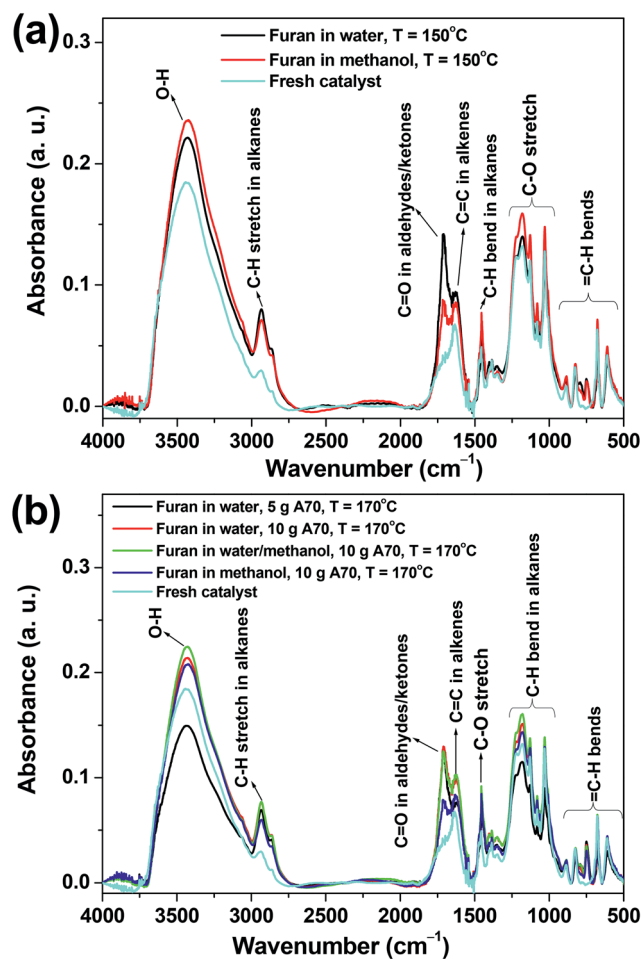 (a)
Furan in water, T = 150°C
Furan in methanol, T = 150°C
Fresh catalyst
O-H
C-H stretch in alkanes
C=O in aldehydes/ketones
C=C in alkenes
C-H bend in alkanes
C-O stretch
=C-H bends
Absorbance (a. u.)
0.3
0.2
0.1
0.0
4000 3500 3000 2500 2000 1500 1000 500
Wavenumber (cm⁻¹)
(b)
Furan in water, 5 g A70, T = 170°C
Furan in water, 10 g A70, T = 170°C
Furan in water/methanol, 10 g A70, T = 170°C
Furan in methanol, 10 g A70, T = 170°C
Fresh catalyst
O-H
C-H stretch in alkanes
C=O in aldehydes/ketones
C=C in alkenes
C-O stretch
C-H bend in alkanes
=C-H bends
Absorbance (a. u.)
0.3
0.2
0.1
0.0
4000 3500 3000 2500 2000 1500 1000 500
Wavenumber (cm⁻¹)